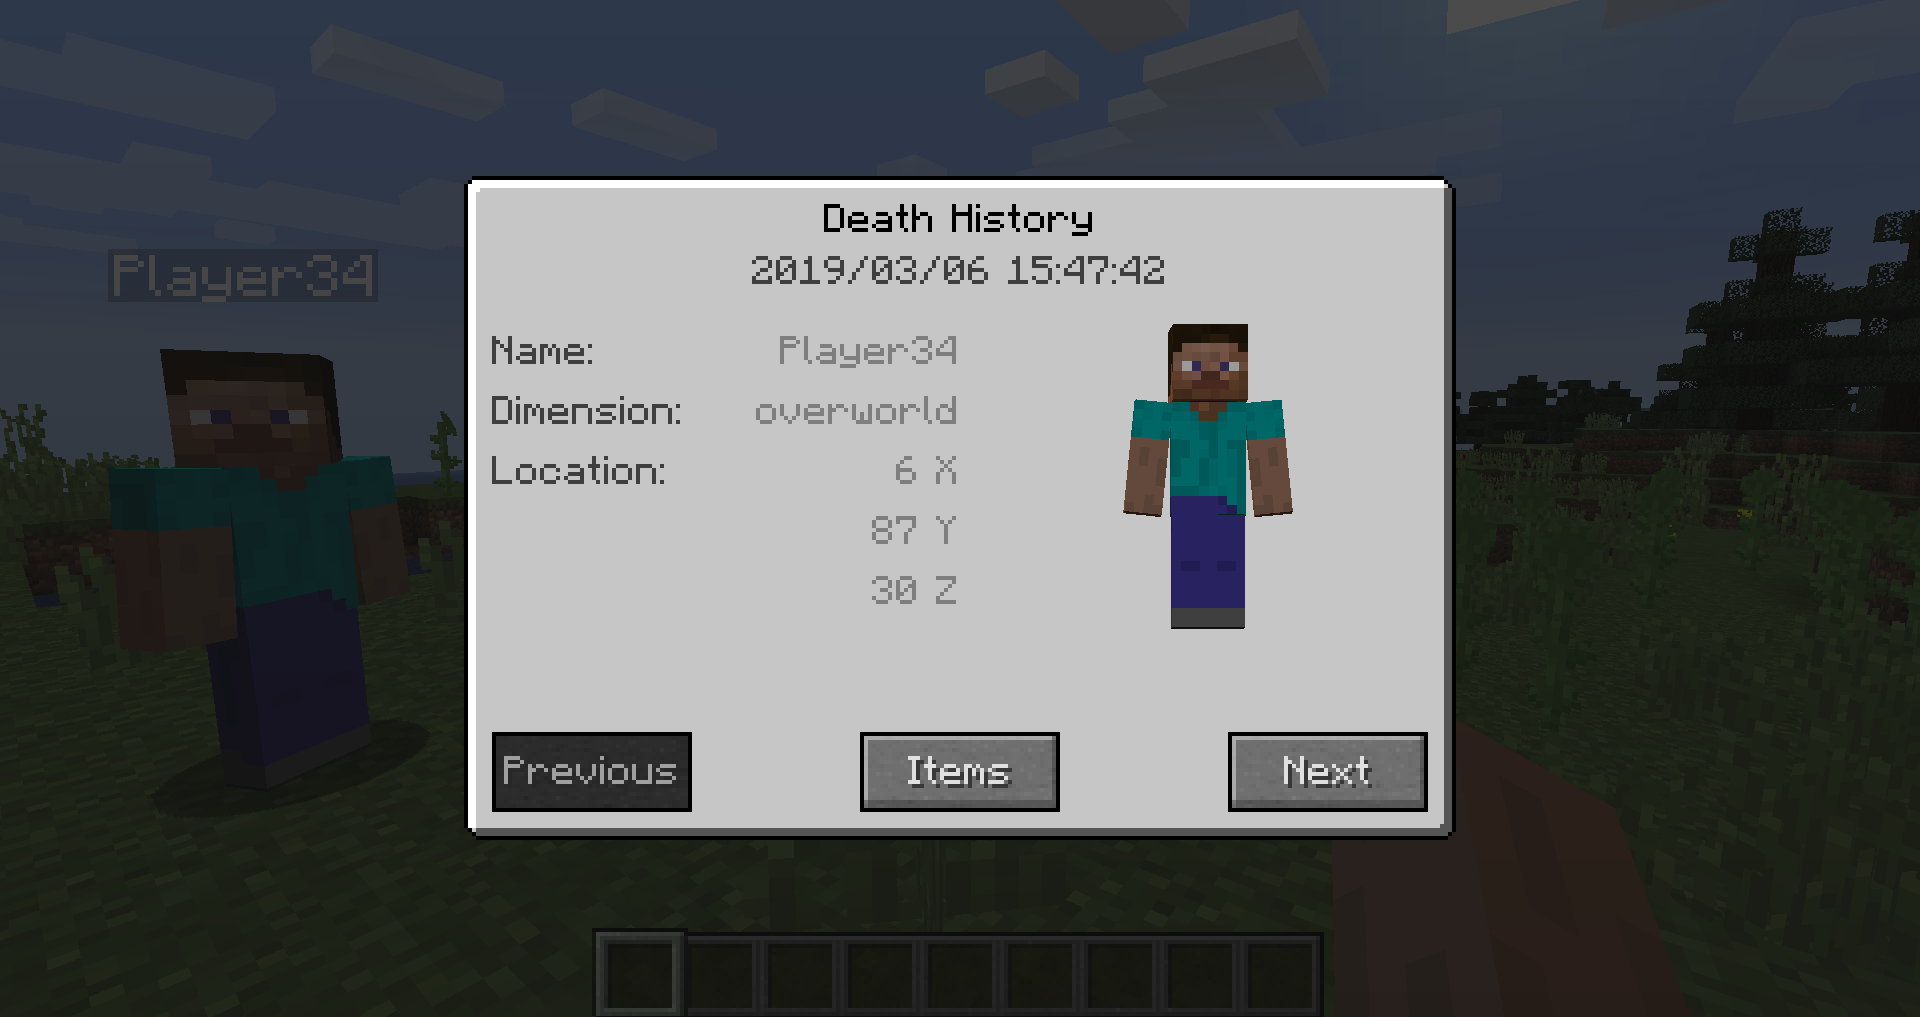 Death History
2019/03/06 15:47:42
Player34
Name: Player34
Dimension: overworld
Location: 6 X
87 Y
30 Z
Previous Items Next